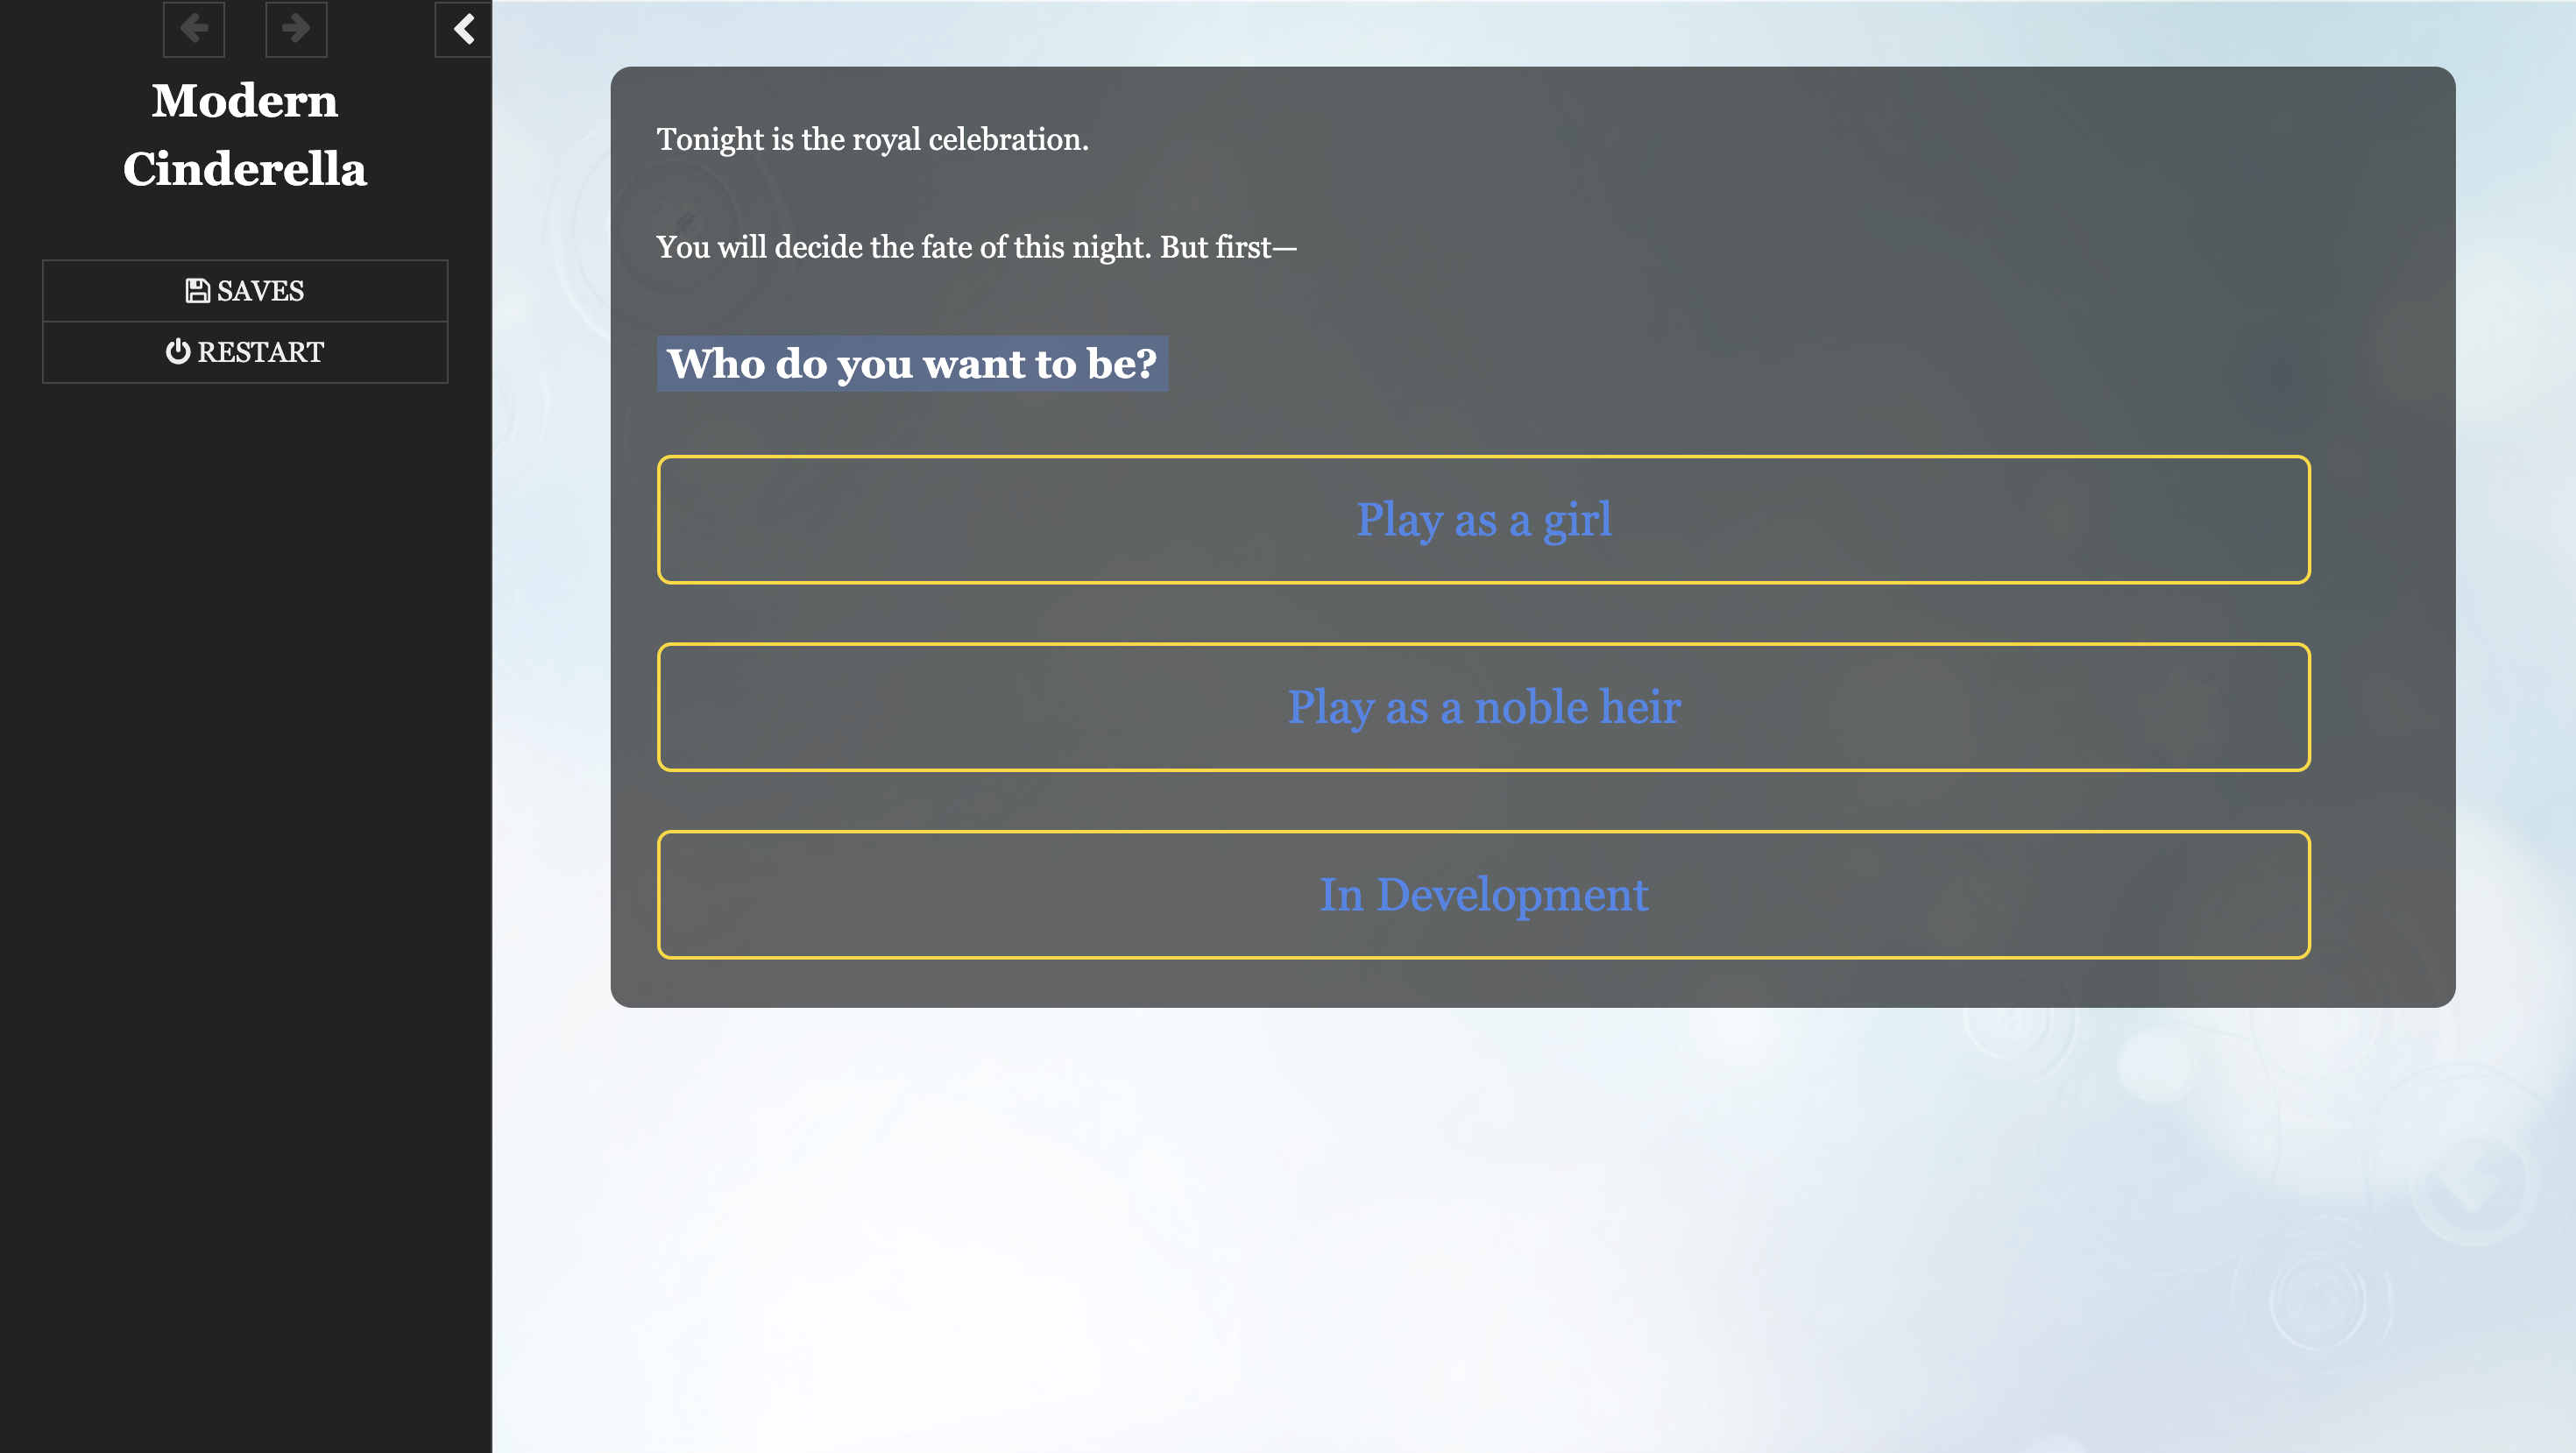 Modern
Cinderella
SAVES
RESTART
Tonight is the royal celebration.
You will decide the fate of this night. But first—
Who do you want to be?
Play as a girl
Play as a noble heir
In Development